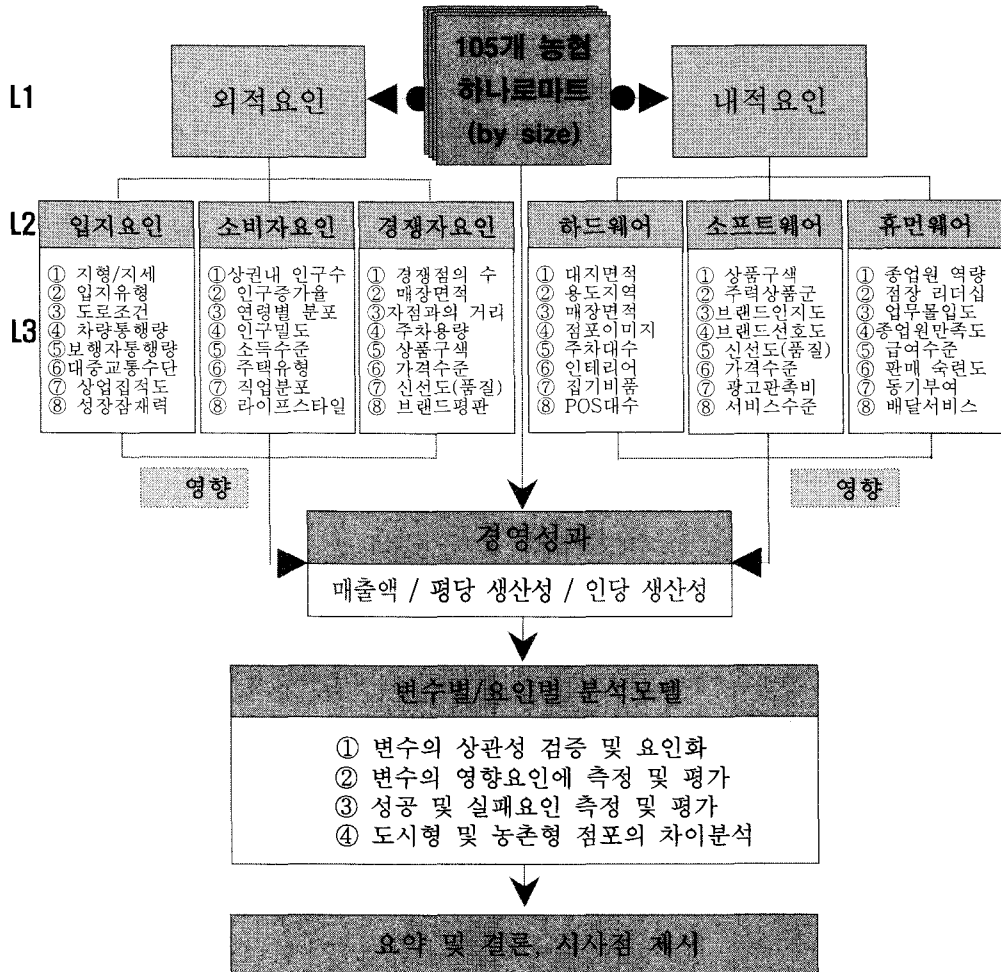 105개 농협
하나로마트
(by size)
L1
외적요인
내적요인
L2
입지요인
소비자요인
경쟁자요인
하드웨어
소프트웨어
휴먼웨어
L3
① 지형/지세
② 입지유형
③ 도로조건
④ 차량통행량
⑤보행자통행량
⑥대중교통수단
⑦ 상업집적도
⑧ 성장잠재력
①상권내 인구수
② 인구증가율
③ 연령별 분포
④ 인구밀도
⑤ 소득수준
⑥ 주택유형
⑦ 직업분포
⑧ 라이프스타일
① 경쟁점의 수
② 매장면적
③자점과의 거리
④ 주차용량
⑤ 상품구색
⑥ 가격수준
⑦ 신선도(품질)
⑧ 브랜드평판
① 대지면적
② 용도지역
③ 매장면적
④ 점포이미지
⑤ 주차대수
⑥ 인테리어
⑦ 집기비품
⑧ POS대수
① 상품구색
② 주력상품군
③브랜드인지도
④브랜드선호도
⑤ 신선도(품질)
⑥ 가격수준
⑦ 광고판촉비
⑧ 서비스수준
① 종업원 역량
② 점장 리더십
③ 업무몰입도
④종업원만족도
⑤ 급여수준
⑥ 판매 숙련도
⑦ 동기부여
⑧ 배달서비스
영향
영향
경영성과
매출액 / 평당 생산성 / 인당 생산성
변수별/요인별 분석모델
① 변수의 상관성 검증 및 요인화
② 변수의 영향요인에 측정 및 평가
③ 성공 및 실패요인 측정 및 평가
④ 도시형 및 농촌형 점포의 차이분석
요약 및 결론, 시사점 제시